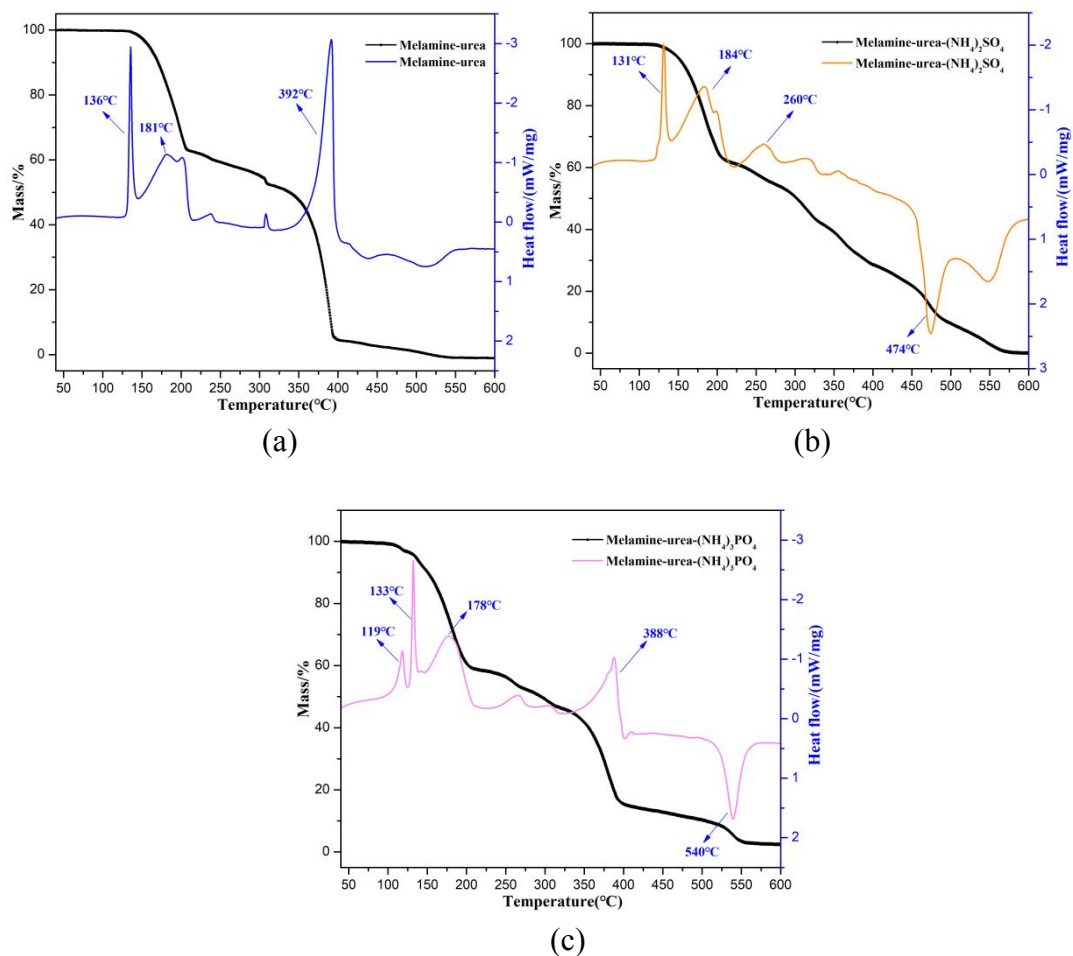 100
80
60
40
20
0
Mass/%
136℃
181℃
392℃
Melamine-urea
Melamine-urea
-3
-2
-1
0
1
2
Heat flow/(mW/mg)
50 100 150 200 250 300 350 400 450 500 550 600
Temperature(℃)
(a)
100
80
60
40
20
0
Mass/%
131℃
184℃
260℃
474℃
Melamine-urea-(NH4)2SO4
Melamine-urea-(NH4)2SO4
-2
-1
0
1
2
3
Heat flow/(mW/mg)
50 100 150 200 250 300 350 400 450 500 550 600
Temperature(℃)
(b)
100
80
60
40
20
0
Mass/%
119℃
133℃
178℃
388℃
540℃
Melamine-urea-(NH4)3PO4
Melamine-urea-(NH4)3PO4
-3
-2
-1
0
1
2
Heat flow/(mW/mg)
50 100 150 200 250 300 350 400 450 500 550 600
Temperature(℃)
(c)